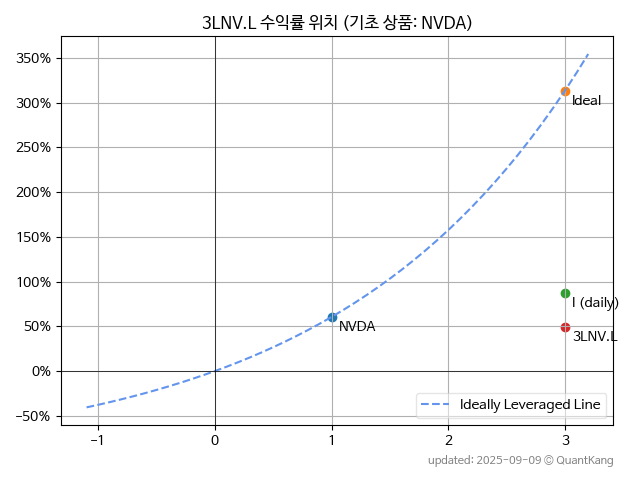 3LNV.L 수익률 위치 (기초 상품: NVDA)
350%
300%
250%
200%
150%
100%
50%
0%
−50%
Ideal
I (daily)
NVDA
3LNV.L
Ideally Leveraged Line
−1
0
1
2
3
updated: 2025-09-09 © QuantKang